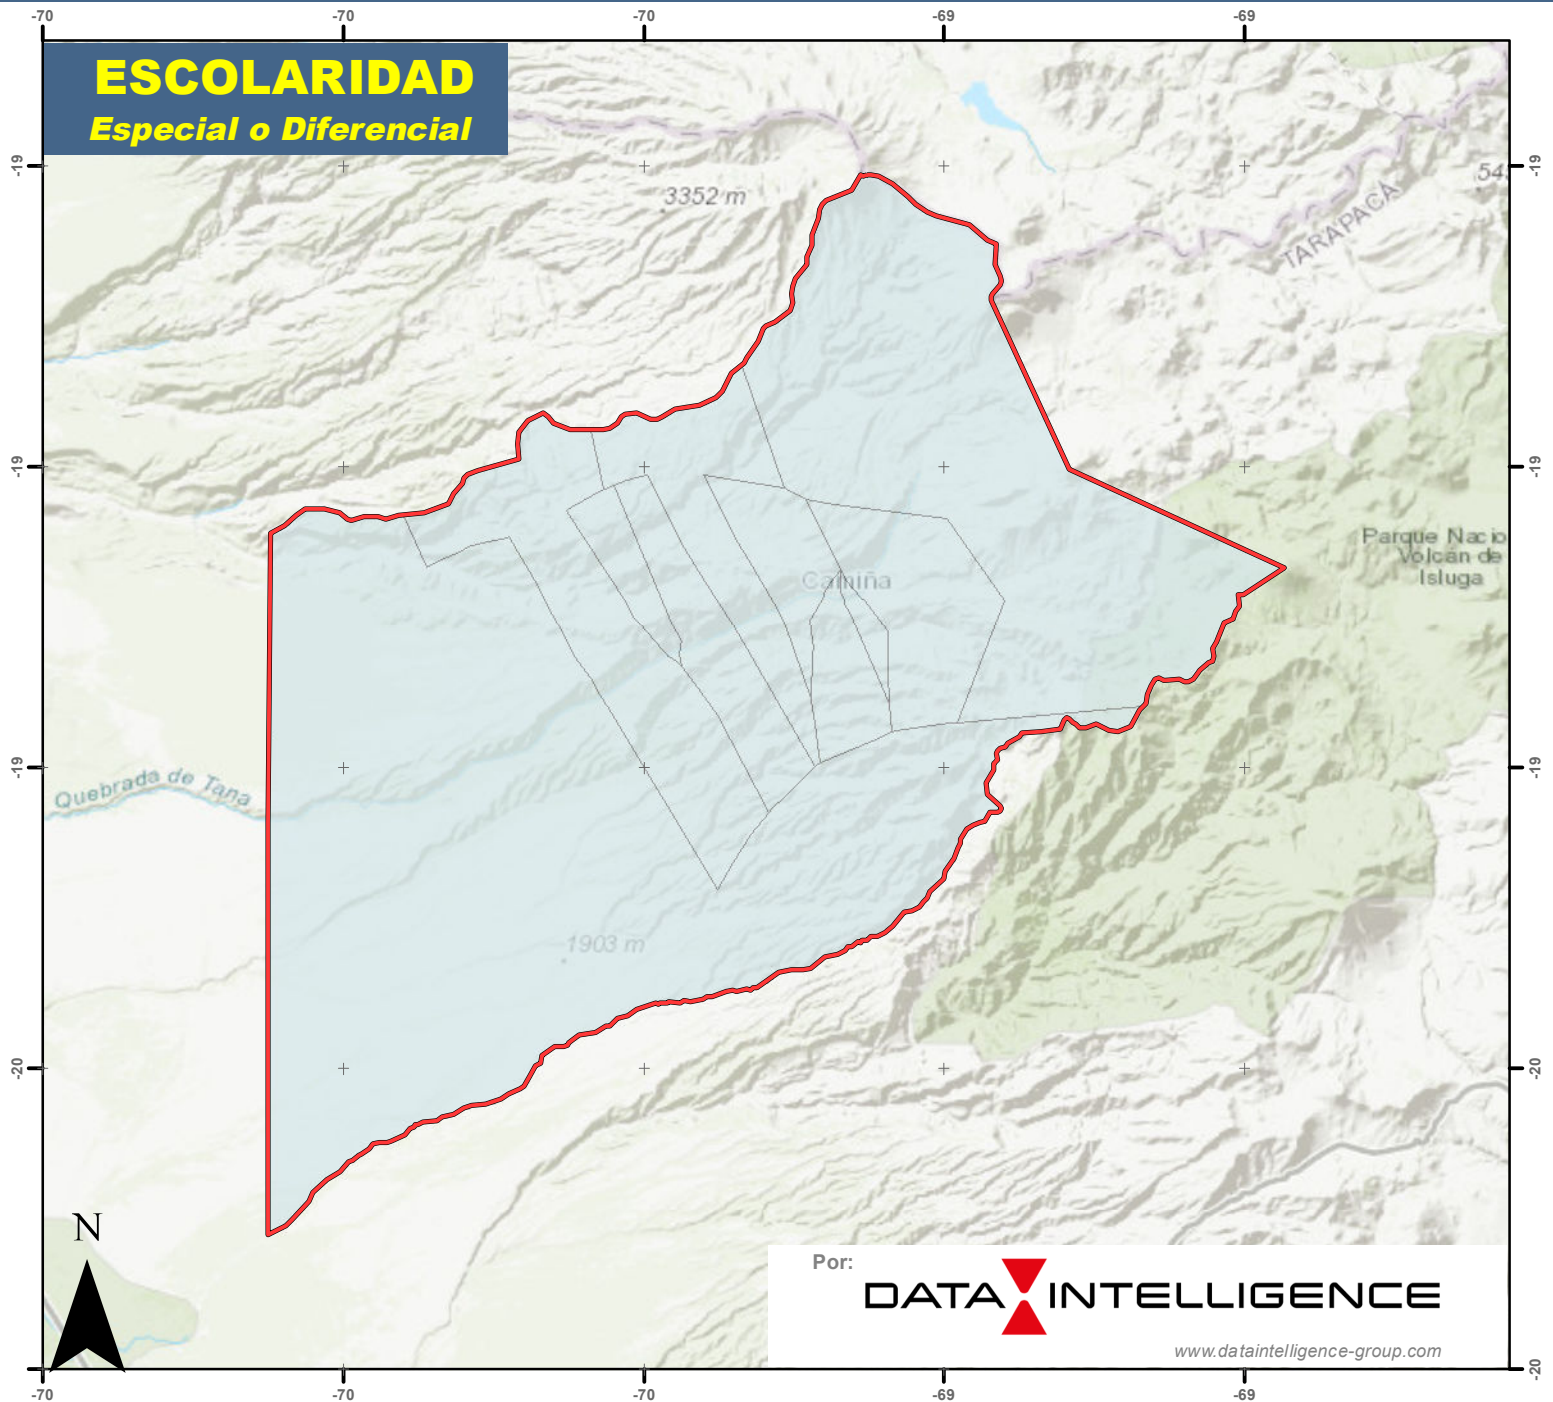 -70 -70 -70 -69 -69
ESCOLARIDAD
Especial o Diferencial
-19 -19
3352 m
TARAPACÁ
-19 -19
Parque Nacio
Volcán de
Isluga
Camiña
-19 -19
Quebrada de Tana
1903 m
-20 -20
N
Por:
DATA INTELLIGENCE
www.dataintelligence-group.com
-20
-70 -70 -70 -69 -69